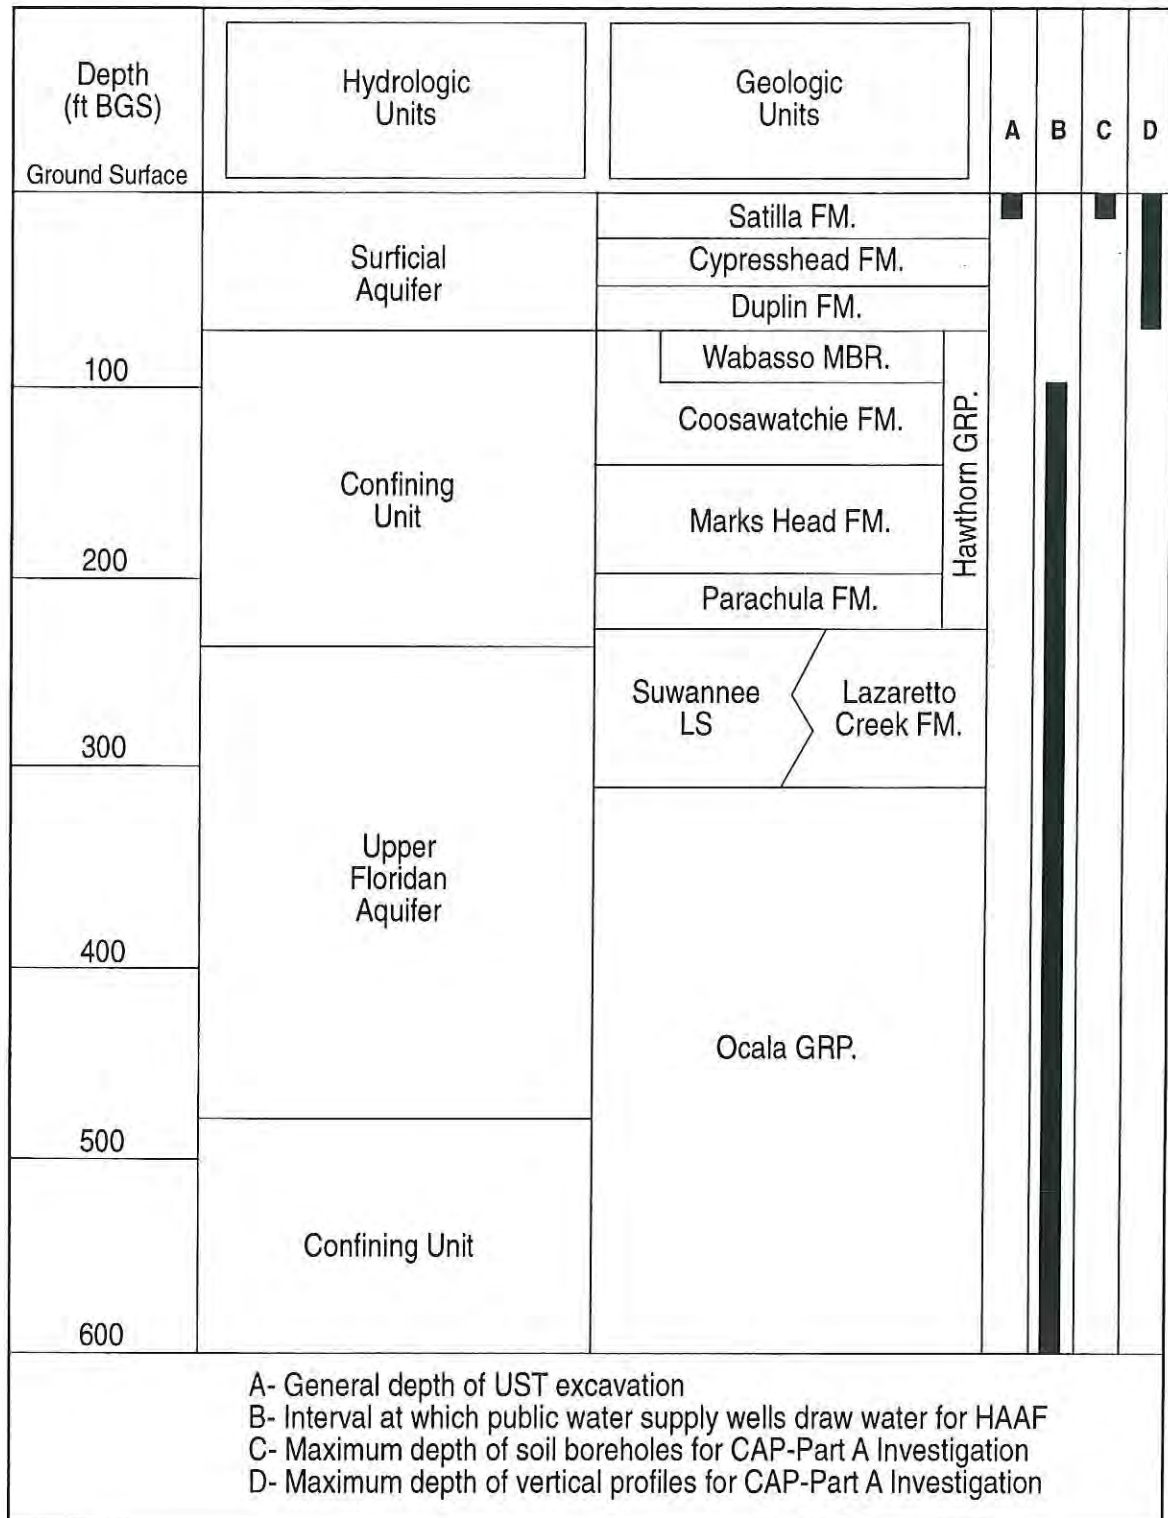 Depth
(ft BGS)
Ground Surface
Hydrologic
Units
Geologic
Units
A
B
C
D
Surficial
Aquifer
Satilla FM.
Cypresshead FM.
Duplin FM.
100
Wabasso MBR.
Coosawatchie FM.
Hawthorn GRP.
Confining
Unit
Marks Head FM.
200
Parachula FM.
Suwannee
LS
Lazaretto
Creek FM.
300
Upper
Floridan
Aquifer
400
Ocala GRP.
500
Confining Unit
600
A- General depth of UST excavation
B- Interval at which public water supply wells draw water for HAAF
C- Maximum depth of soil boreholes for CAP-Part A Investigation
D- Maximum depth of vertical profiles for CAP-Part A Investigation